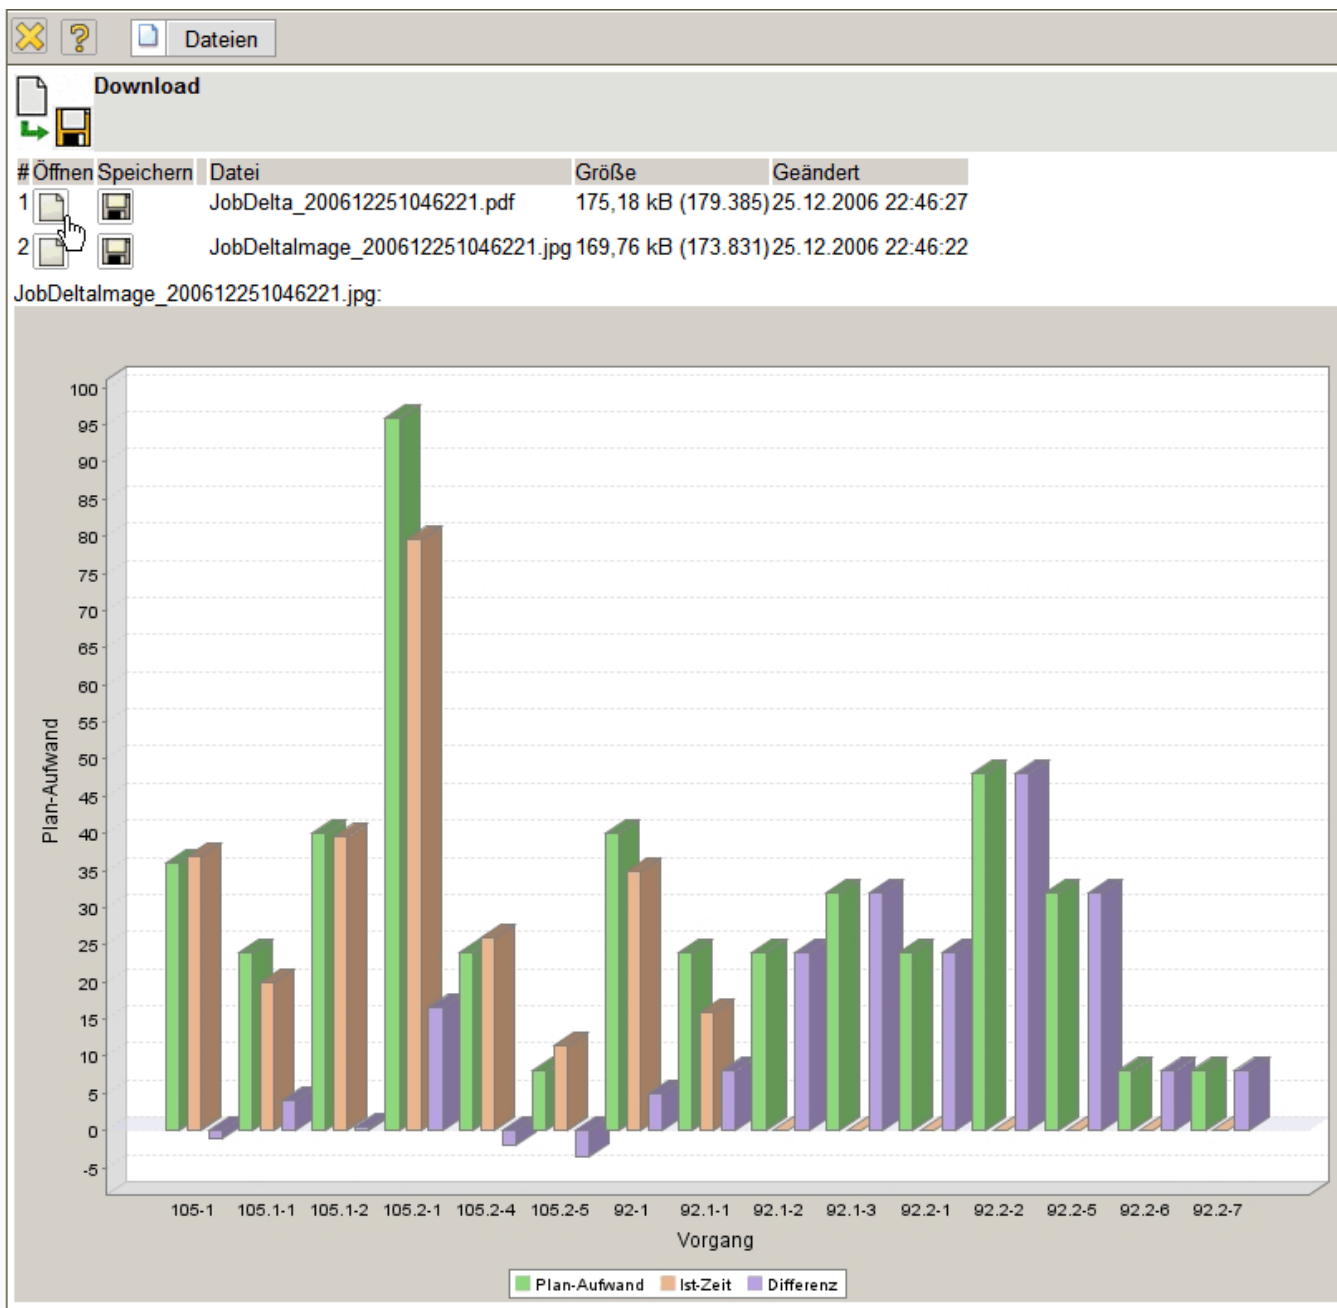 Dateien
Download
# Öffnen Speichern Datei Größe Geändert
1 JobDelta_200612251046221.pdf 175,18 kB (179.385) 25.12.2006 22:46:27
2 JobDeltaImage_200612251046221.jpg 169,76 kB (173.831) 25.12.2006 22:46:22
JobDeltaImage_200612251046221.jpg:
100
95
90
85
80
75
70
65
60
55
50
45
40
35
30
25
20
15
10
5
0
-5
Plan-Aufwand
105-1 105.1-1 105.1-2 105.2-1 105.2-4 105.2-5 92-1 92.1-1 92.1-2 92.1-3 92.2-1 92.2-2 92.2-5 92.2-6 92.2-7
Vorgang
Plan-Aufwand Ist-Zeit Differenz